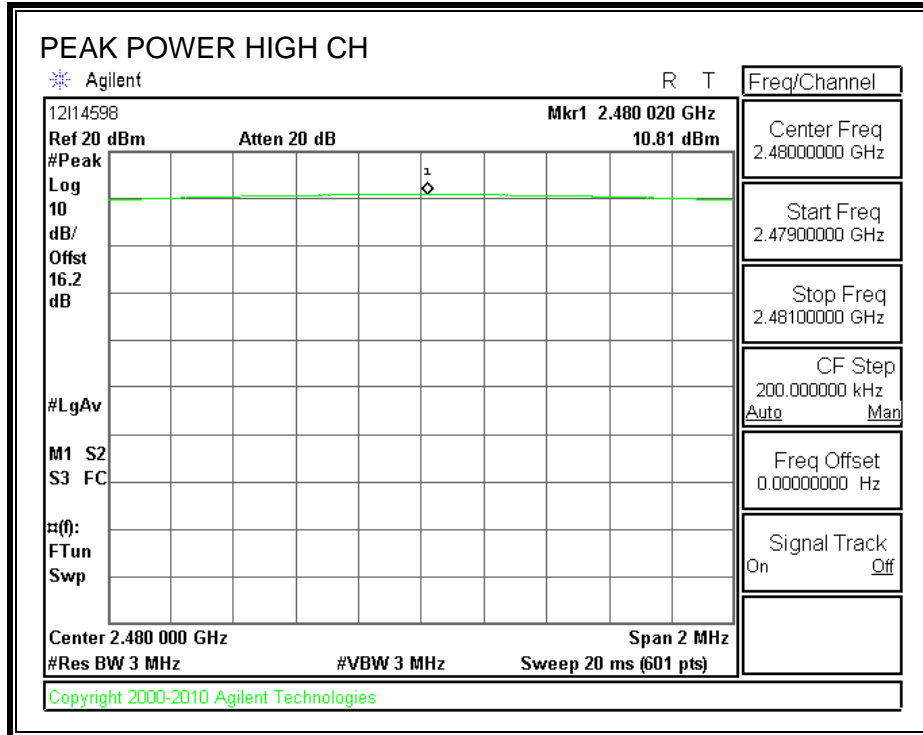 PEAK POWER HIGH CH
Agilent
R T
12I14598
Mkr1 2.480 020 GHz
Ref 20 dBm
Atten 20 dB
10.81 dBm
#Peak
Log
10
dB/
Offst
16.2
dB
#LgAv
M1 S2
S3 FC
¤(f):
FTun
Swp
1
Center 2.480 000 GHz
Span 2 MHz
#Res BW 3 MHz
#VBW 3 MHz
Sweep 20 ms (601 pts)
Copyright 2000-2010 Agilent Technologies
Freq/Channel
Center Freq
2.48000000 GHz
Start Freq
2.47900000 GHz
Stop Freq
2.48100000 GHz
CF Step
200.000000 kHz
Auto Man
Freq Offset
0.00000000 Hz
Signal Track
On Off